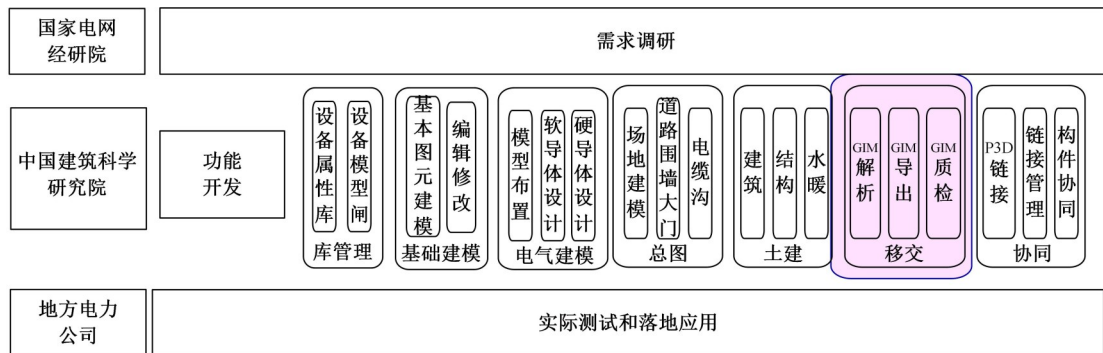 国家电网
经研院
需求调研
中国建筑科学
研究院
功能
开发
设备属性库
设备模型闸
库管理
基本图元建模
编辑修改
基础建模
模型布置
软导体设计
硬导体设计
电气建模
场地建模
道路围墙大门
电缆沟
总图
建筑
结构
水暖
土建
GIM解析
GIM导出
GIM质检
移交
P3D链接
链接管理
构件协同
协同
地方电力
公司
实际测试和落地应用